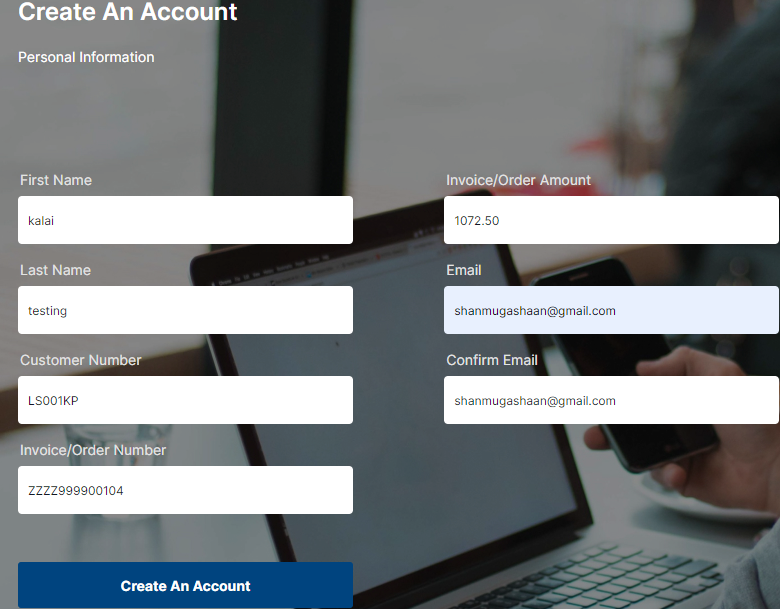 Create An Account
Personal Information
First Name
kalai
Last Name
testing
Customer Number
LS001KP
Invoice/Order Number
ZZZZ999900104
Invoice/Order Amount
1072.50
Email
shanmugashaan@gmail.com
Confirm Email
shanmugashaan@gmail.com
Create An Account